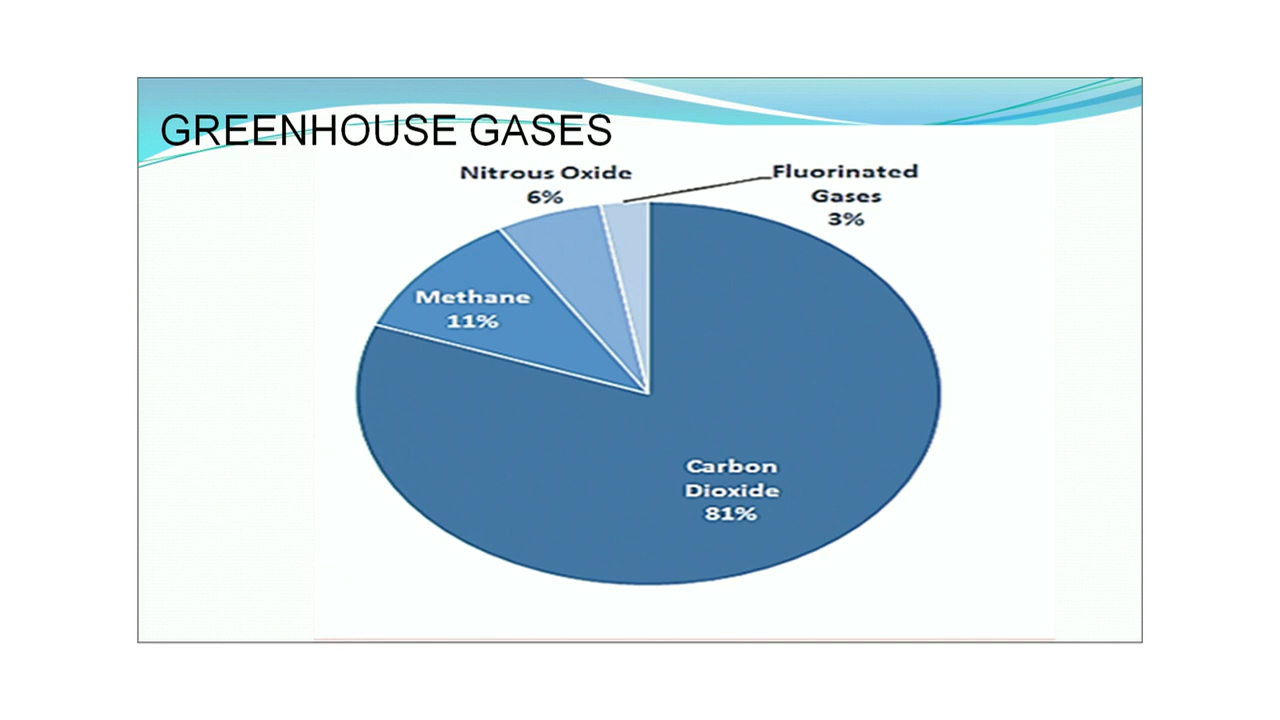 GREENHOUSE GASES
Nitrous Oxide
6%
Fluorinated
Gases
3%
Methane
11%
Carbon
Dioxide
81%